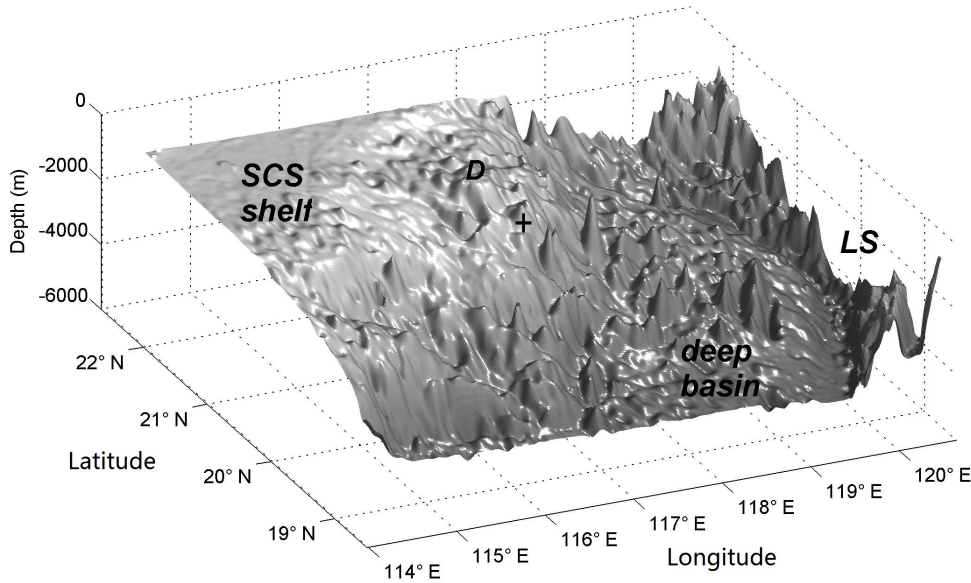 0
-2000
-4000
-6000
Depth (m)
SCS
shelf
D
+
LS
deep
basin
22° N
21° N
20° N
19° N
Latitude
114° E
115° E
116° E
117° E
118° E
119° E
120° E
Longitude